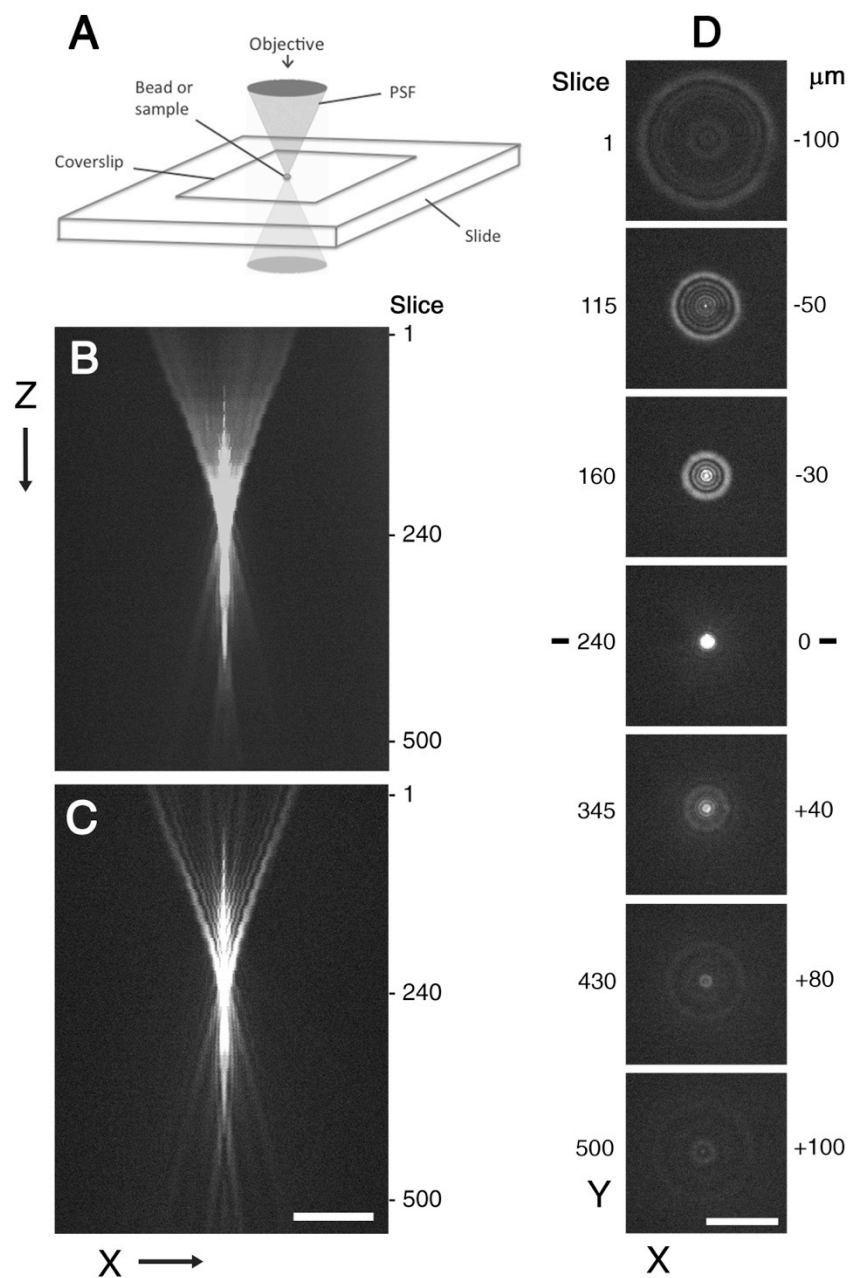 A
Objective
Bead or
sample
PSF
Coverslip
Slide
Slice
B
1
Z
240
500
C
1
240
500
X
D
Slice
μm
1
-100
115
-50
160
-30
240
0
345
+40
430
+80
500
+100
Y
X